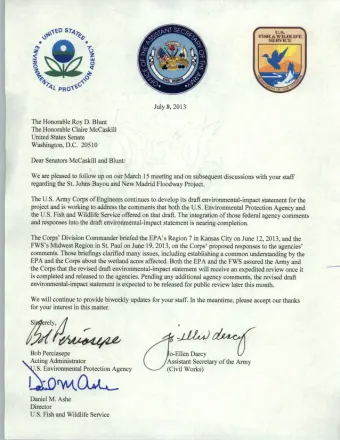 UNITED STATES
ENVIRONMENTAL PROTECTION AGENCY
OFFICE OF THE ASSISTANT SECRETARY OF THE ARMY
U.S.
FISH & WILDLIFE
SERVICE
July 8, 2013
The Honorable Roy D. Blunt
The Honorable Claire McCaskill
United States Senate
Washington, D.C. 20510
Dear Senators McCaskill and Blunt:
We are pleased to follow up on our March 15 meeting and on subsequent discussions with your staff
regarding the St. Johns Bayou and New Madrid Floodway Project.
The U.S. Army Corps of Engineers continues to develop its draft environmental-impact statement for the
project and is working to address the comments that both the U.S. Environmental Protection Agency and
the U.S. Fish and Wildlife Service offered on that draft. The integration of those federal agency comments
and responses into the draft environmental-impact statement is nearing completion.
The Corps' Division Commander briefed the EPA's Region 7 in Kansas City on June 12, 2013, and the
FWS's Midwest Region in St. Paul on June 19, 2013, on the Corps' proposed responses to the agencies'
comments. Those briefings clarified many issues, including establishing a common understanding by the
EPA and the Corps about the wetland acres affected. Both the EPA and the FWS assured the Army and
the Corps that the revised draft environmental-impact statement will receive an expedited review once it
is completed and released to the agencies. Pending any additional agency comments, the revised draft
environmental-impact statement is expected to be released for public review later this month.
We will continue to provide biweekly updates for your staff. In the meantime, please accept our thanks
for your interest in this matter.
Sincerely,
Bob Perciasepe
Jo-Ellen Darcy
Bob Perciasepe
Acting Administrator
U.S. Environmental Protection Agency
Jo-Ellen Darcy
Assistant Secretary of the Army
(Civil Works)
Dan M Ashe
Daniel M. Ashe
Director
U.S. Fish and Wildlife Service